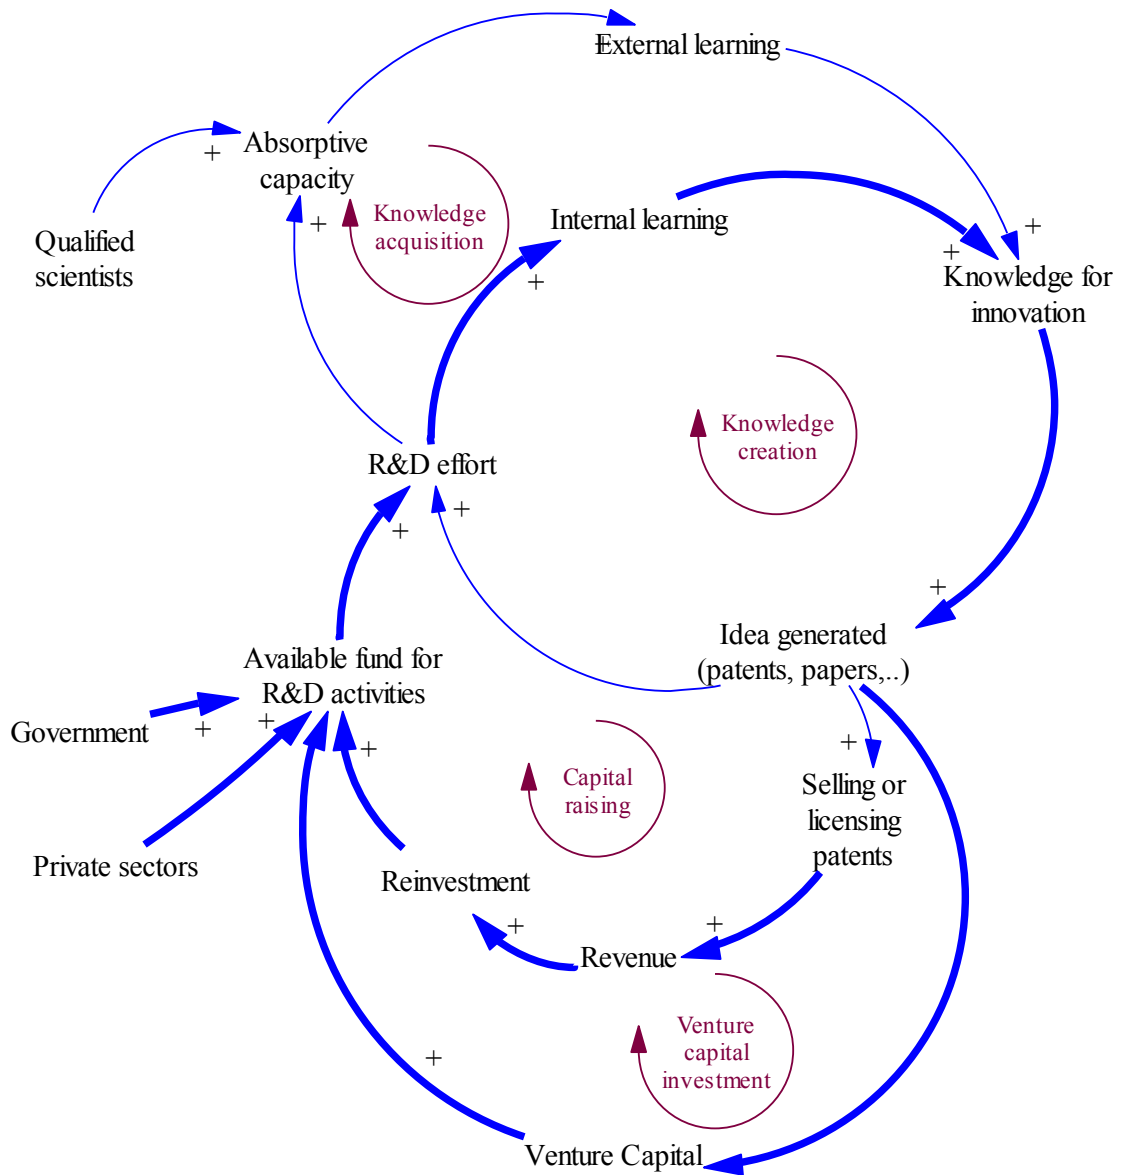 External learning
+
Absorptive
capacity
+
+
Knowledge
acquisition
Internal learning
+
+
+
Qualified
scientists
Knowledge for
innovation
Knowledge
creation
R&D effort
+
+
+
Idea generated
(patents, papers,..)
Available fund for
R&D activities
Government
+
+
+
+
Capital
raising
Selling or
licensing
patents
Private sectors
Reinvestment
+
+
Revenue
Venture
capital
investment
+
Venture Capital